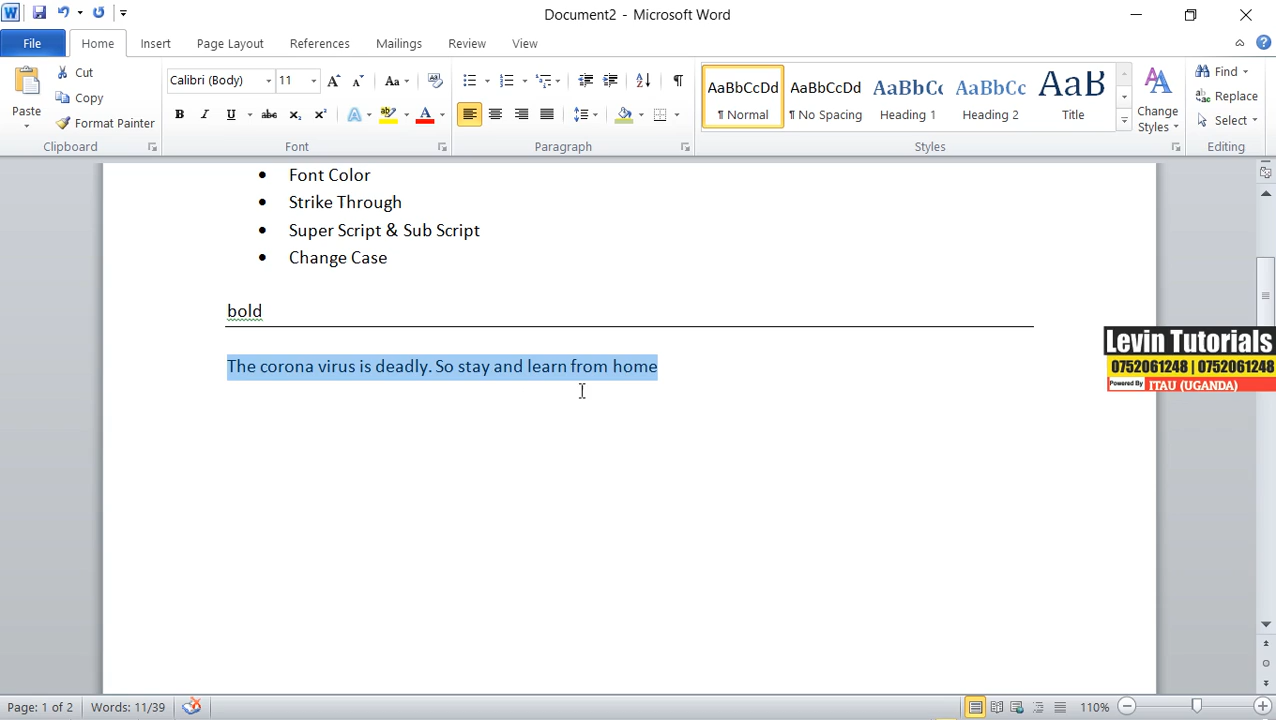 Document2 - Microsoft Word
File Home Insert Page Layout References Mailings Review View
Paste
Cut
Copy
Format Painter
Clipboard
Calibri (Body) 11
Font
Paragraph
AaBbCcDd AaBbCcDd AaBbCc AaBbCc AaB
¶ Normal ¶ No Spacing Heading 1 Heading 2 Title
Styles
Change
Styles
Find
Replace
Select
Editing
• Font Color
• Strike Through
• Super Script & Sub Script
• Change Case
bold
The corona virus is deadly. So stay and learn from home
Levin Tutorials
0752061248 | 0752061248
Powered By ITAU (UGANDA)
Page: 1 of 2 Words: 11/39 110%